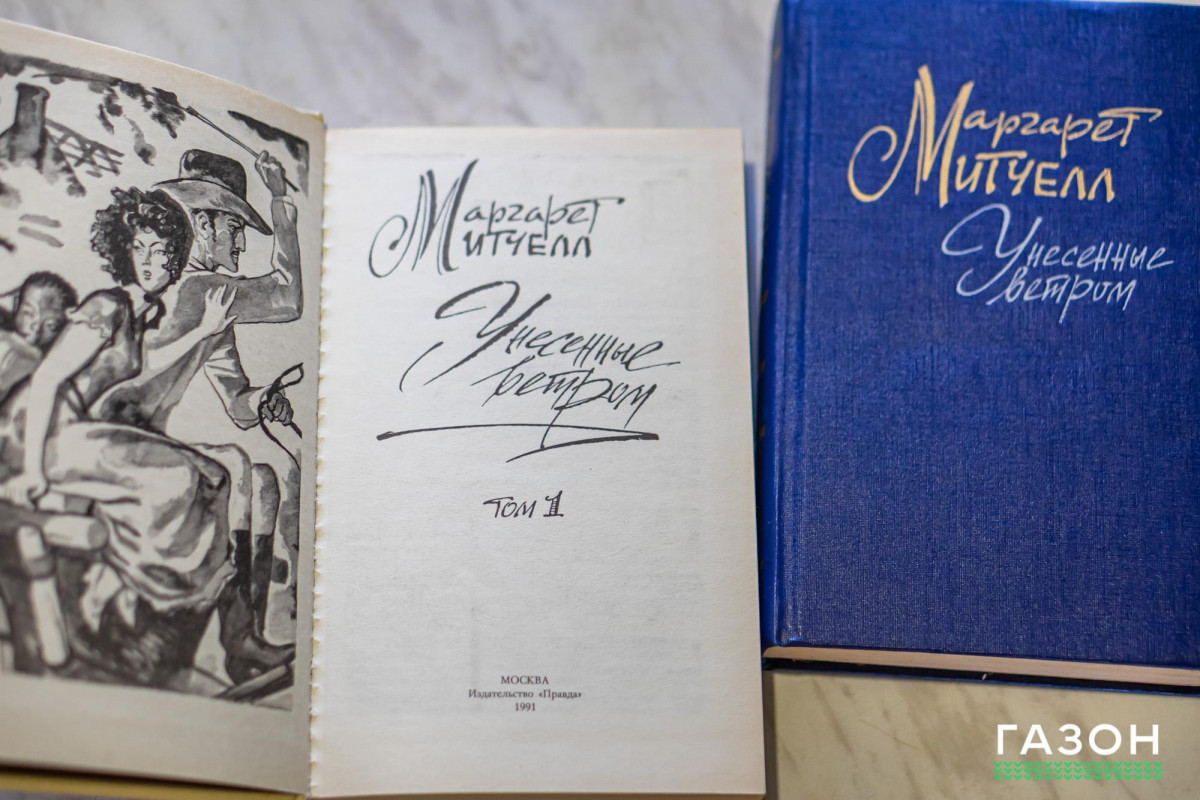 Маргарет
Митчелл
Унесенные
ветром
том 1
МОСКВА
Издательство «Правда»
1991
Маргарет
Митчелл
Унесенные
ветром
ГАЗОН